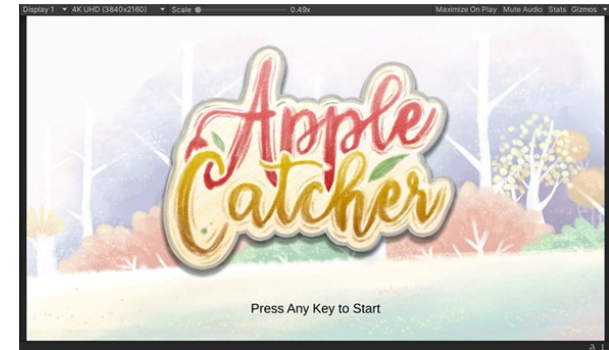 Display 1 4K UHD (3840x2160) Scale 0.49x Maximize On Play Mute Audio Stats Gizmos
Apple
Catcher
Press Any Key to Start